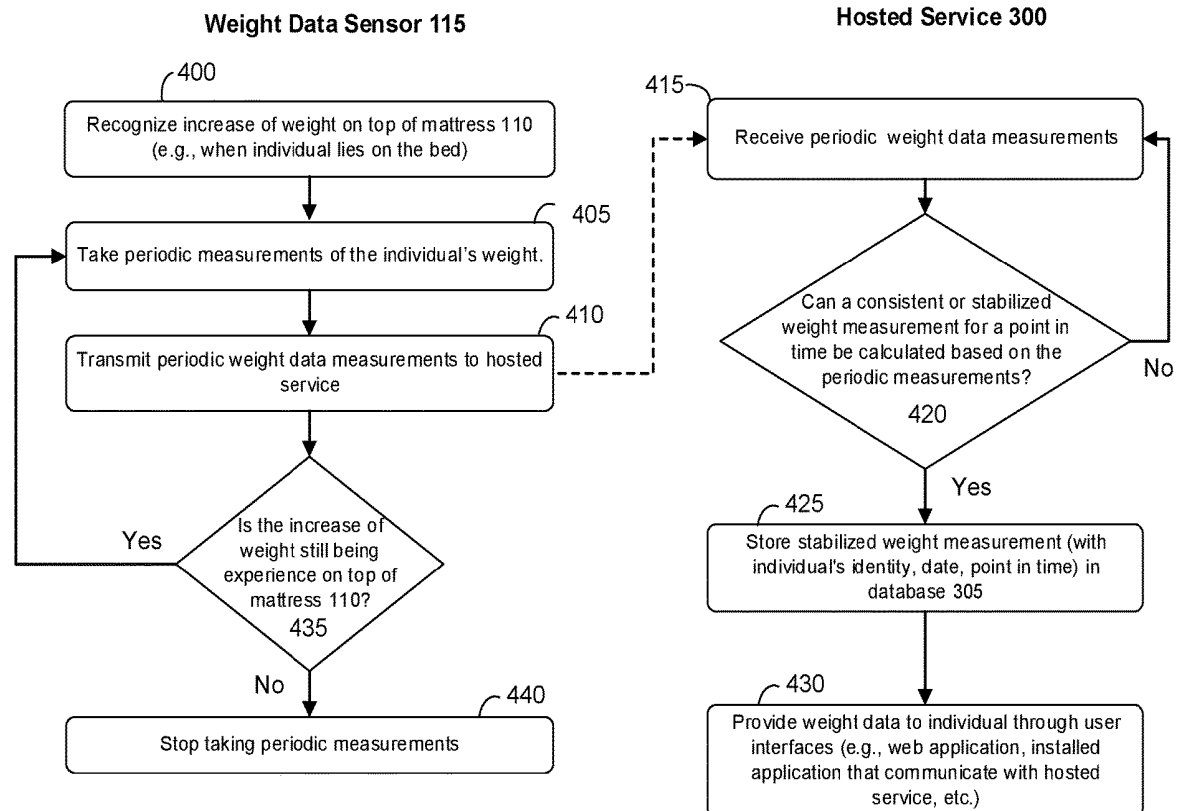 Weight Data Sensor 115
400
Recognize increase of weight on top of mattress 110
(e.g., when individual lies on the bed)
405
Take periodic measurements of the individual's weight.
410
Transmit periodic weight data measurements to hosted
service
Is the increase of
weight still being
experience on top of
mattress 110?
435
Yes
No
440
Stop taking periodic measurements
Hosted Service 300
415
Receive periodic weight data measurements
Can a consistent or stabilized
weight measurement for a point in
time be calculated based on the
periodic measurements?
420
No
Yes
425
Store stabilized weight measurement (with
individual's identity, date, point in time) in
database 305
430
Provide weight data to individual through user
interfaces (e.g., web application, installed
application that communicate with hosted
service, etc.)